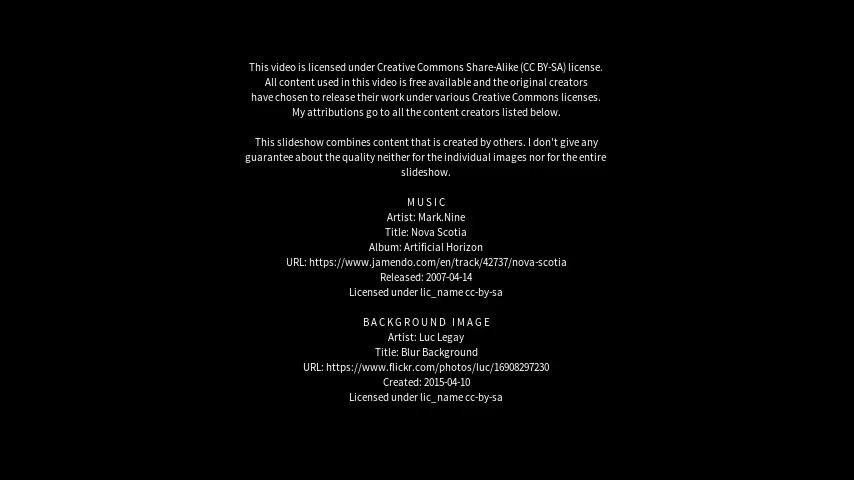 This video is licensed under Creative Commons Share-Alike (CC BY-SA) license.
All content used in this video is free available and the original creators
have chosen to release their work under various Creative Commons licenses.
My attributions go to all the content creators listed below.
This slideshow combines content that is created by others. I don't give any
guarantee about the quality neither for the individual images nor for the entire
slideshow.
MUSIC
Artist: Mark.Nine
Title: Nova Scotia
Album: Artificial Horizon
URL: https://www.jamendo.com/en/track/42737/nova-scotia
Released: 2007-04-14
Licensed under lic_name cc-by-sa
BACKGROUND IMAGE
Artist: Luc Legay
Title: Blur Background
URL: https://www.flickr.com/photos/luc/16908297230
Created: 2015-04-10
Licensed under lic_name cc-by-sa